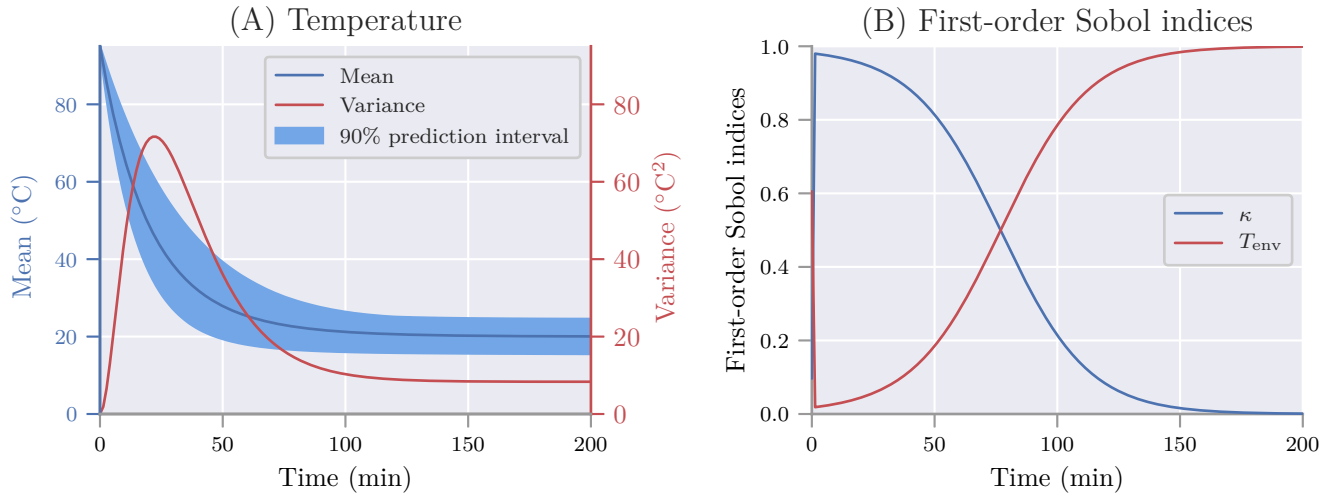 (A) Temperature
Mean (°C)
80
60
40
20
0
Mean
Variance
90% prediction interval
80
60
40
20
0
Variance (°C²)
0
50
100
150
200
Time (min)
(B) First-order Sobol indices
First-order Sobol indices
1.0
0.8
0.6
0.4
0.2
0.0
κ
T_env
0
50
100
150
200
Time (min)